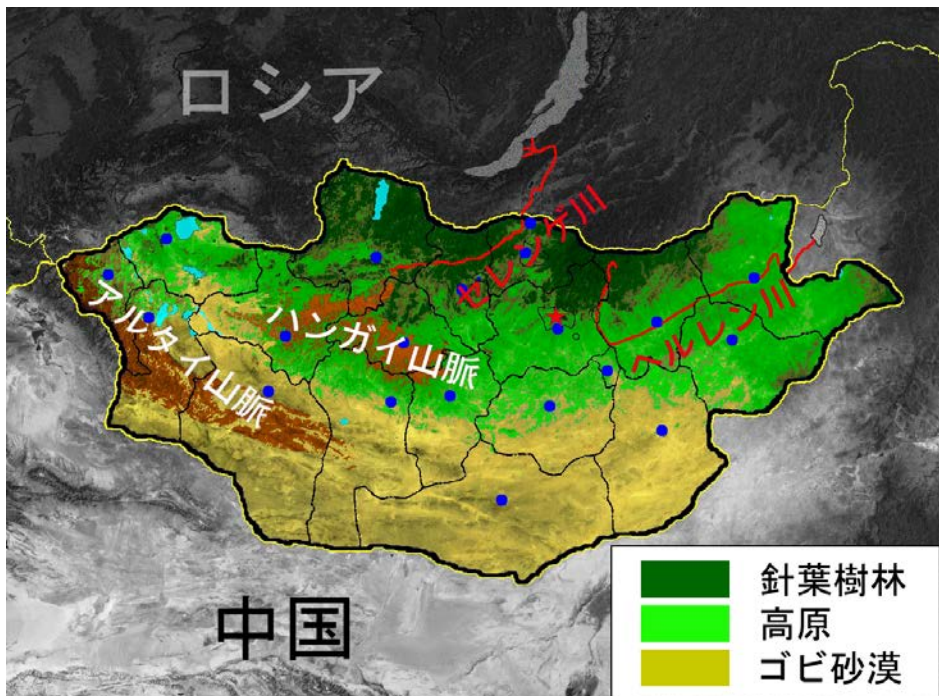 ロシア
セレンゲ川
ヘルレン川
アルタイ山脈
ハンガイ山脈
中国
針葉樹林
高原
ゴビ砂漠